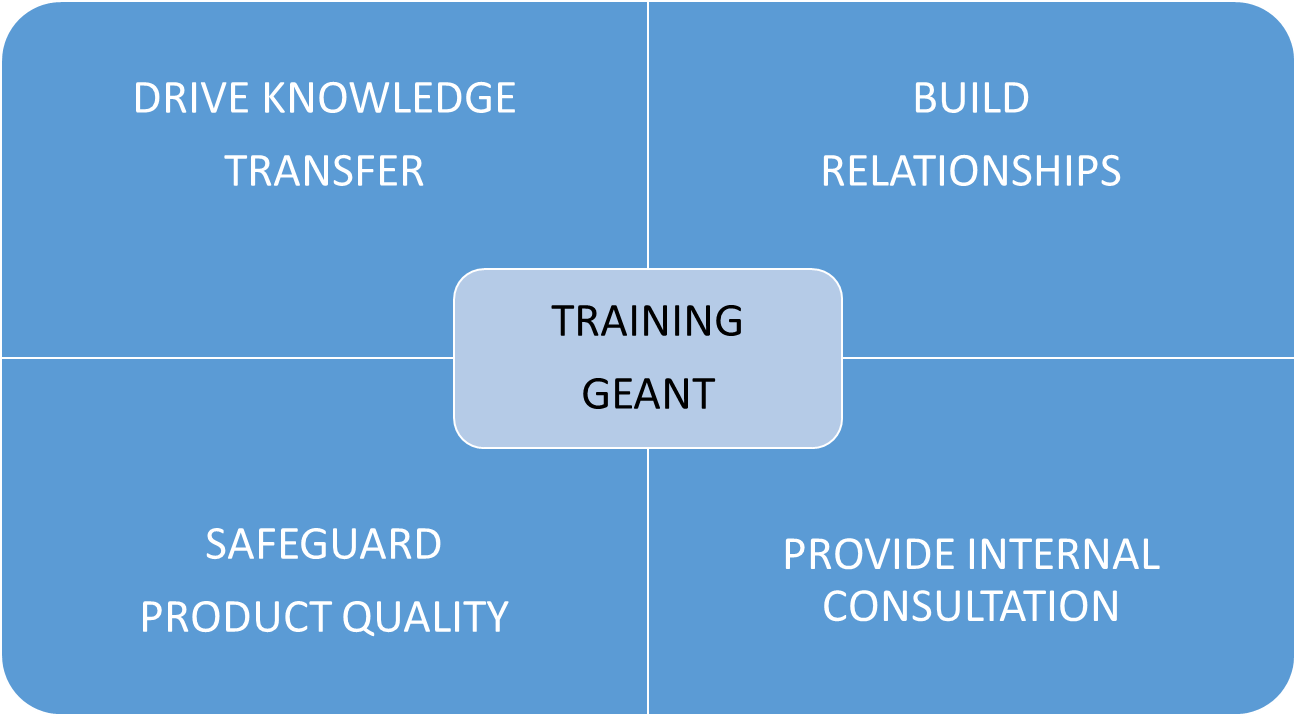 DRIVE KNOWLEDGE
TRANSFER
BUILD
RELATIONSHIPS
TRAINING
GEANT
SAFEGUARD
PRODUCT QUALITY
PROVIDE INTERNAL
CONSULTATION